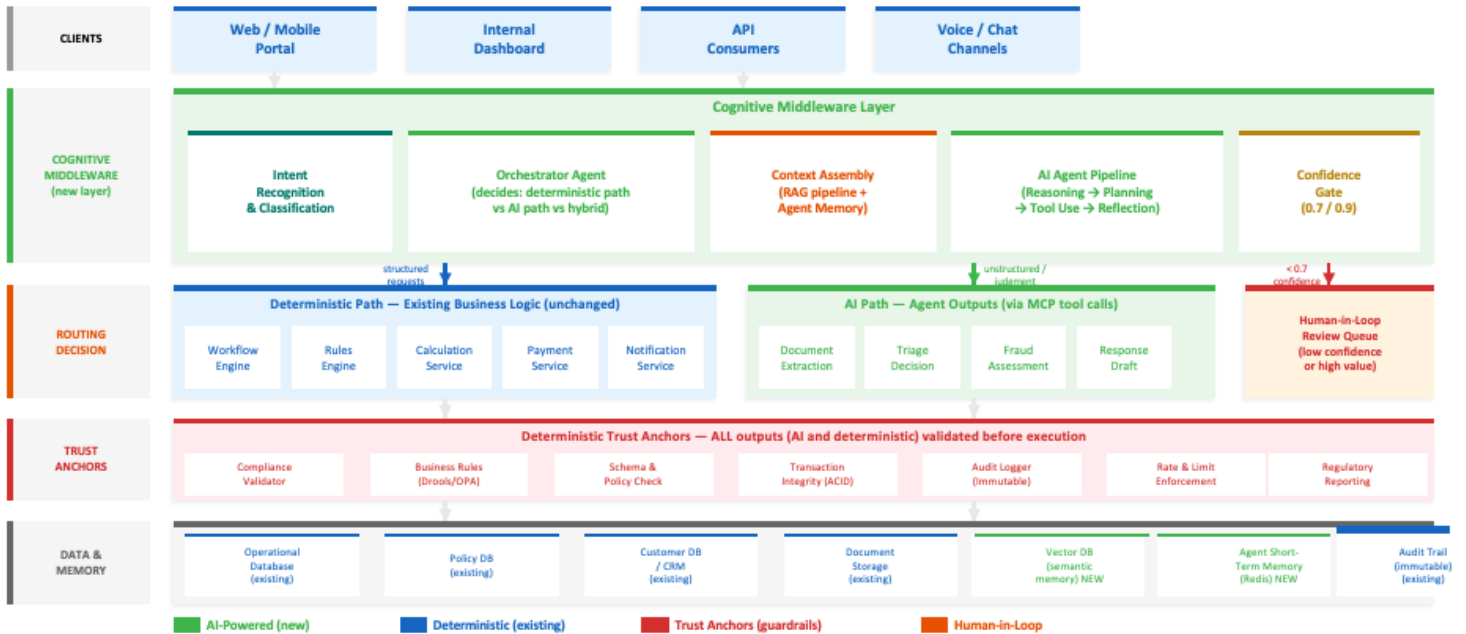 CLIENTS
Web / Mobile
Portal
Internal
Dashboard
API
Consumers
Voice / Chat
Channels
COGNITIVE
MIDDLEWARE
(new layer)
Cognitive Middleware Layer
Intent
Recognition
& Classification
Orchestrator Agent
(decides: deterministic path
vs AI path vs hybrid)
Context Assembly
(RAG pipeline +
Agent Memory)
AI Agent Pipeline
(Reasoning → Planning
→ Tool Use → Reflection)
Confidence
Gate
(0.7 / 0.9)
structured
requests
unstructured /
judgment
< 0.7
confidence
ROUTING
DECISION
Deterministic Path — Existing Business Logic (unchanged)
Workflow
Engine
Rules
Engine
Calculation
Service
Payment
Service
Notification
Service
AI Path — Agent Outputs (via MCP tool calls)
Document
Extraction
Triage
Decision
Fraud
Assessment
Response
Draft
Human-in-Loop
Review Queue
(low confidence
or high value)
TRUST
ANCHORS
Deterministic Trust Anchors — ALL outputs (AI and deterministic) validated before execution
Compliance
Validator
Business Rules
(Drools/OPA)
Schema &
Policy Check
Transaction
Integrity (ACID)
Audit Logger
(Immutable)
Rate & Limit
Enforcement
Regulatory
Reporting
DATA &
MEMORY
Operational
Database
(existing)
Policy DB
(existing)
Customer DB
/ CRM
(existing)
Document
Storage
(existing)
Vector DB
(semantic
memory) NEW
Agent Short-
Term Memory
(Redis) NEW
Audit Trail
(immutable)
(existing)
AI-Powered (new)
Deterministic (existing)
Trust Anchors (guardrails)
Human-in-Loop